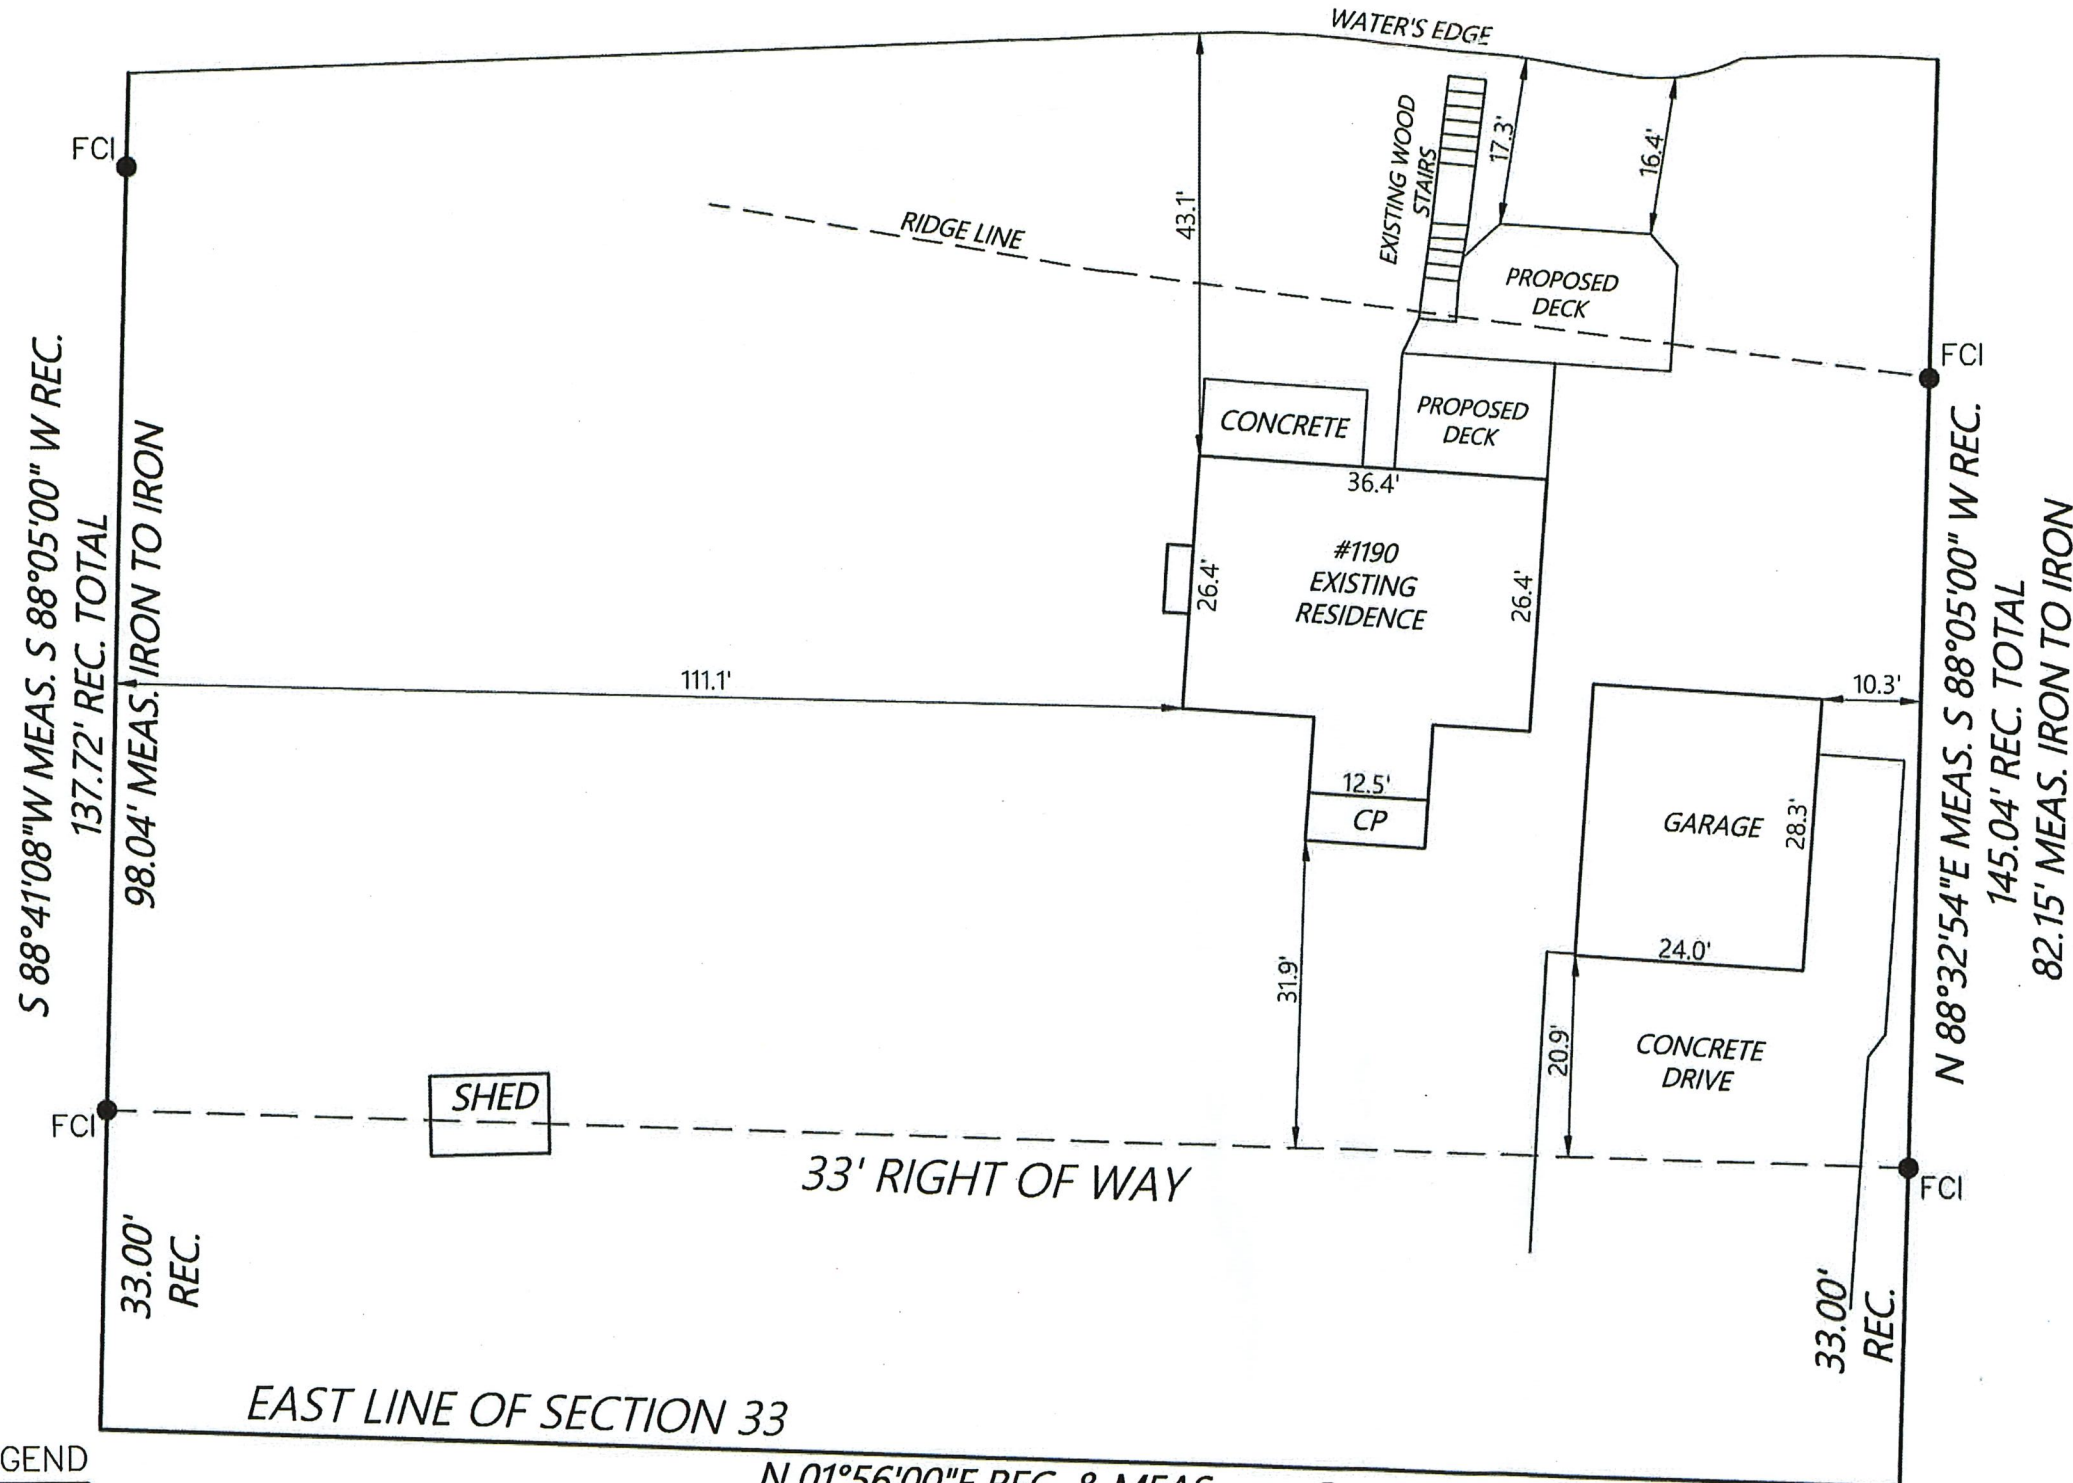 WATER'S EDGE
FCI
EXISTING WOOD
STAIRS
17.3'
16.4'
43.1'
RIDGE LINE
PROPOSED
DECK
FCI
CONCRETE
PROPOSED
DECK
36.4'
#1190
EXISTING
RESIDENCE
26.4'
26.4'
S 88°41'08"W MEAS. S 88°05'00" W REC.
137.72' REC. TOTAL
98.04' MEAS. IRON TO IRON
N 88°32'54"E MEAS. S 88°05'00" W REC.
145.04' REC. TOTAL
82.15' MEAS. IRON TO IRON
111.1'
10.3'
12.5'
CP
GARAGE
28.3'
24.0'
31.9'
20.9'
CONCRETE
DRIVE
SHED
FCI
33' RIGHT OF WAY
FCI
33.00'
REC.
33.00'
REC.
EAST LINE OF SECTION 33
GEND
N 01°56'00"E REC. & MEAS.